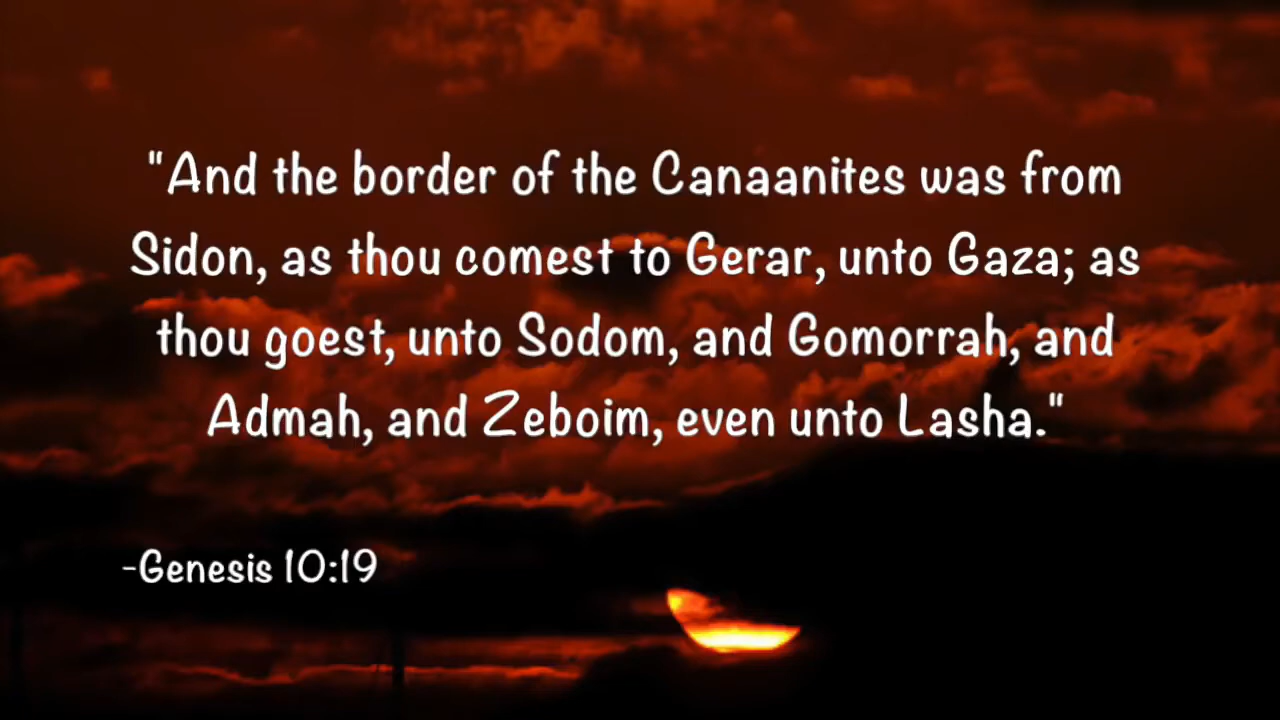 "And the border of the Canaanites was from
Sidon, as thou comest to Gerar, unto Gaza; as
thou goest, unto Sodom, and Gomorrah, and
Admah, and Zeboim, even unto Lasha."
-Genesis 10:19